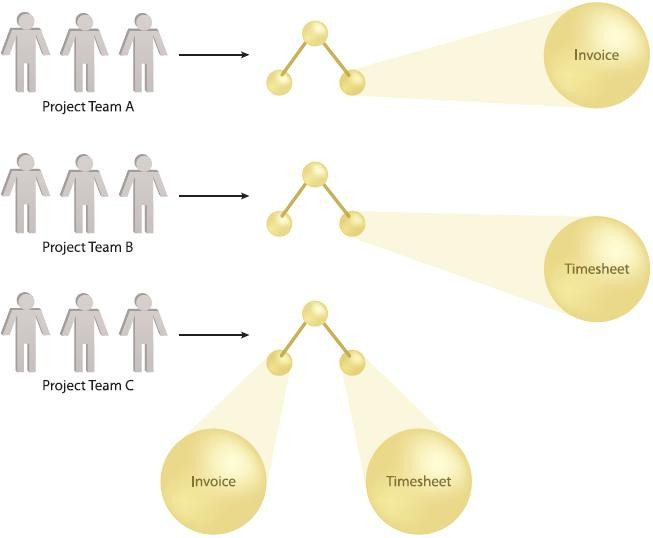 Invoice
Project Team A
Project Team B
Timesheet
Project Team C
Invoice
Timesheet